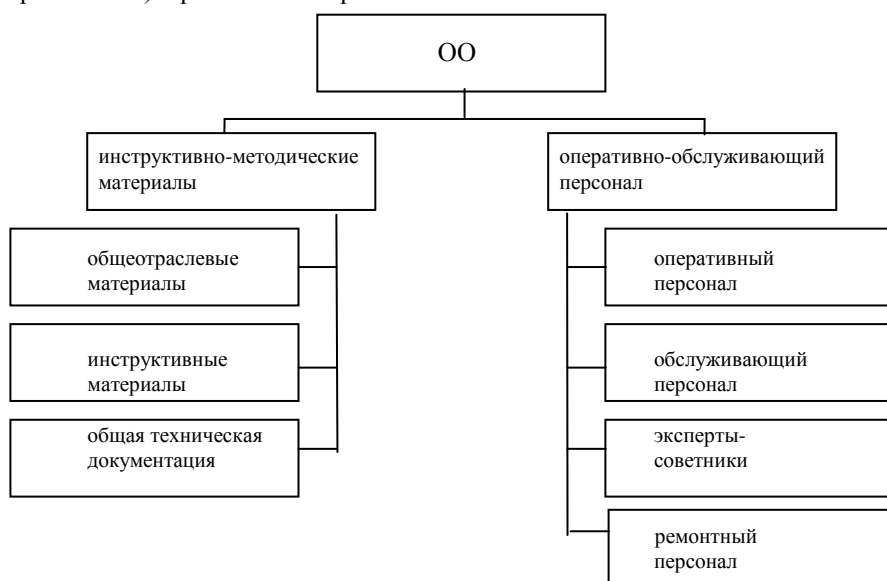 ОО
инструктивно-методические
материалы
оперативно-обслуживающий
персонал
общеотраслевые
материалы
инструктивные
материалы
общая техническая
документация
оперативный
персонал
обслуживающий
персонал
эксперты-
советники
ремонтный
персонал